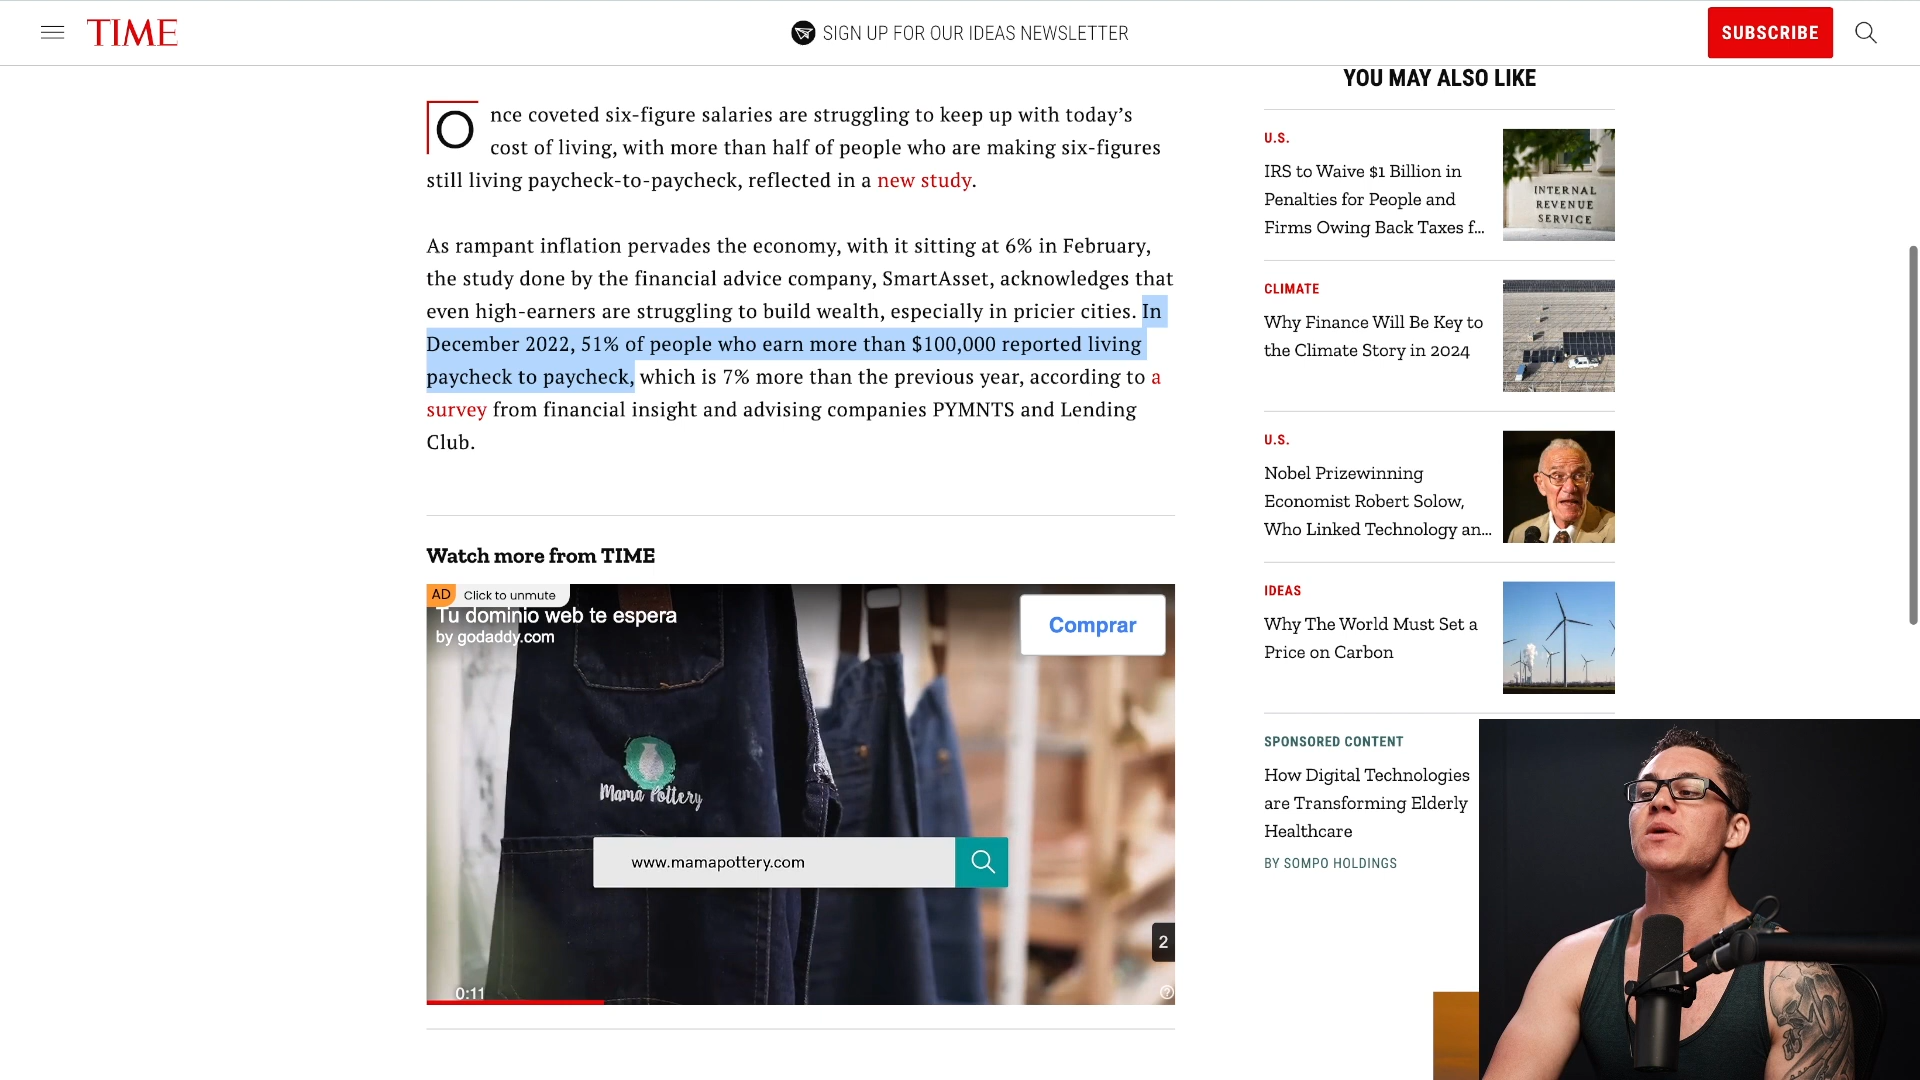 TIME
SIGN UP FOR OUR IDEAS NEWSLETTER
SUBSCRIBE
Once coveted six-figure salaries are struggling to keep up with today’s
cost of living, with more than half of people who are making six-figures
still living paycheck-to-paycheck, reflected in a new study.
As rampant inflation pervades the economy, with it sitting at 6% in February,
the study done by the financial advice company, SmartAsset, acknowledges that
even high-earners are struggling to build wealth, especially in pricier cities. In
December 2022, 51% of people who earn more than $100,000 reported living
paycheck to paycheck, which is 7% more than the previous year, according to a
survey from financial insight and advising companies PYMNTS and Lending
Club.
Watch more from TIME
AD Click to unmute
Tu dominio web te espera
by godaddy.com
Comprar
Mama Pottery
www.mamapottery.com
2
0:11
YOU MAY ALSO LIKE
U.S.
IRS to Waive $1 Billion in
Penalties for People and
Firms Owing Back Taxes f...
INTERNAL
REVENUE
SERVICE
CLIMATE
Why Finance Will Be Key to
the Climate Story in 2024
U.S.
Nobel Prizewinning
Economist Robert Solow,
Who Linked Technology an...
IDEAS
Why The World Must Set a
Price on Carbon
SPONSORED CONTENT
How Digital Technologies
are Transforming Elderly
Healthcare
BY SOMPO HOLDINGS